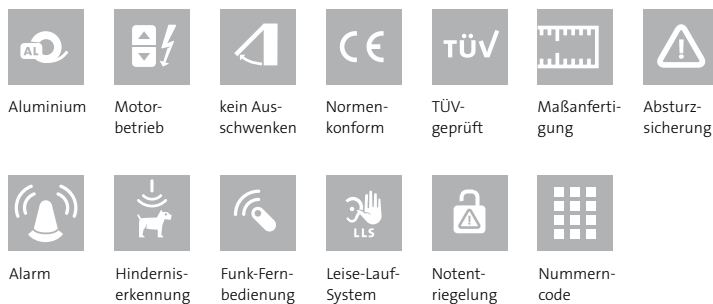 AL CE TÜV
Aluminium Motor- kein Aus- Normen- TÜV- Maßanferti- Absturz-
betrieb schwenken konform geprüft gung sicherung
LLS
Alarm Hindernis- Funk-Fern- Leise-Lauf- Notent- Nummern-
erkennung bedienung System riegelung code